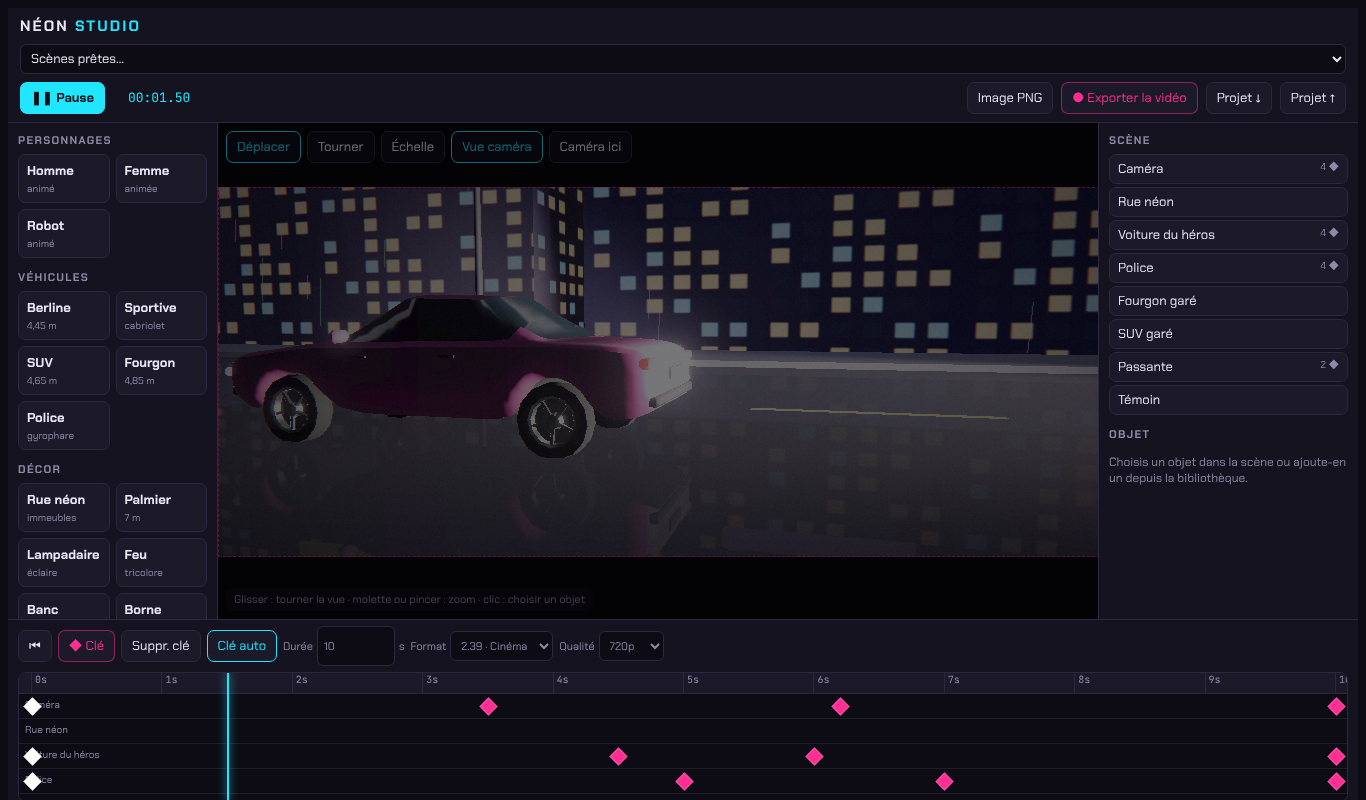 NÉON STUDIO
Scènes prêtes...
❚❚ Pause
00:01.50
Image PNG
● Exporter la vidéo
Projet ↓
Projet ↑
PERSONNAGES
Homme
animé
Femme
animée
Robot
animé
VÉHICULES
Berline
4,45 m
Sportive
cabriolet
SUV
4,65 m
Fourgon
4,85 m
Police
gyrophare
DÉCOR
Rue néon
immeubles
Palmier
7 m
Lampadaire
éclaire
Feu
tricolore
Banc
Borne
Déplacer
Tourner
Échelle
Vue caméra
Caméra ici
Glisser : tourner la vue · molette ou pincer : zoom · clic : choisir un objet
SCÈNE
Caméra 4 ◆
Rue néon
Voiture du héros 4 ◆
Police 4 ◆
Fourgon garé
SUV garé
Passante 2 ◆
Témoin
OBJET
Choisis un objet dans la scène ou ajoute-en
un depuis la bibliothèque.
⏮
◆ Clé
Suppr. clé
Clé auto
Durée 10 s
Format 2.39 · Cinéma
Qualité 720p
0s 1s 2s 3s 4s 5s 6s 7s 8s 9s
Rue néon
du héros